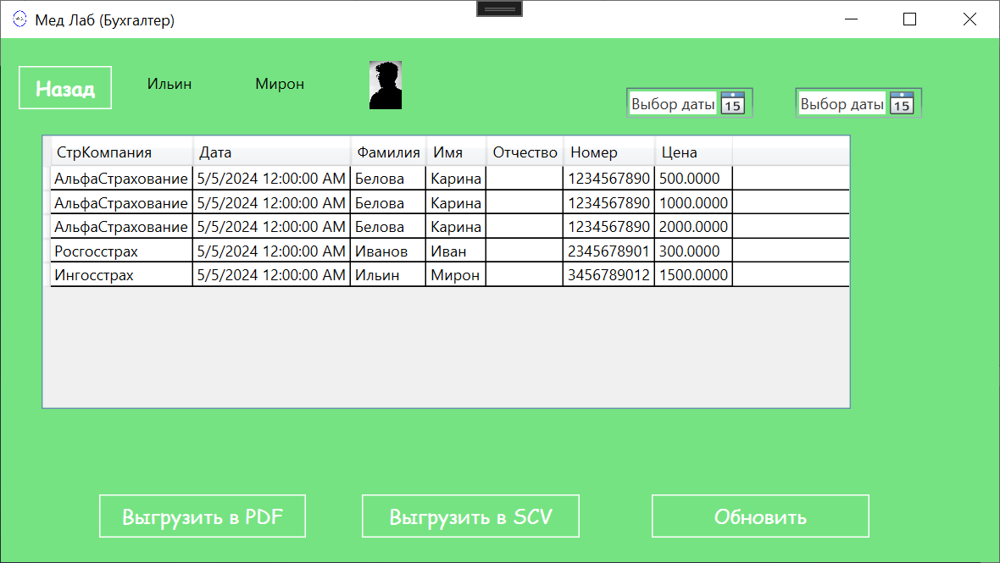 Мед Лаб (Бухгалтер)
Назад Ильин Мирон
Выбор даты 15 Выбор даты 15
СтрКомпания Дата Фамилия Имя Отчество Номер Цена
АльфаСтрахование 5/5/2024 12:00:00 AM Белова Карина 1234567890 500.0000
АльфаСтрахование 5/5/2024 12:00:00 AM Белова Карина 1234567890 1000.0000
АльфаСтрахование 5/5/2024 12:00:00 AM Белова Карина 1234567890 2000.0000
Росгосстрах 5/5/2024 12:00:00 AM Иванов Иван 2345678901 300.0000
Ингосстрах 5/5/2024 12:00:00 AM Ильин Мирон 3456789012 1500.0000
Выгрузить в PDF Выгрузить в SCV Обновить